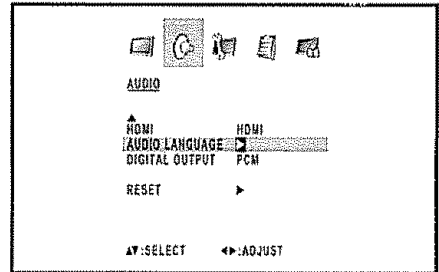 AUDIO
▲
HDMI HDMI
AUDIO LANGUAGE ▶
DIGITAL OUTPUT PCM
RESET ▶
▲▼:SELECT ◀▶:ADJUST